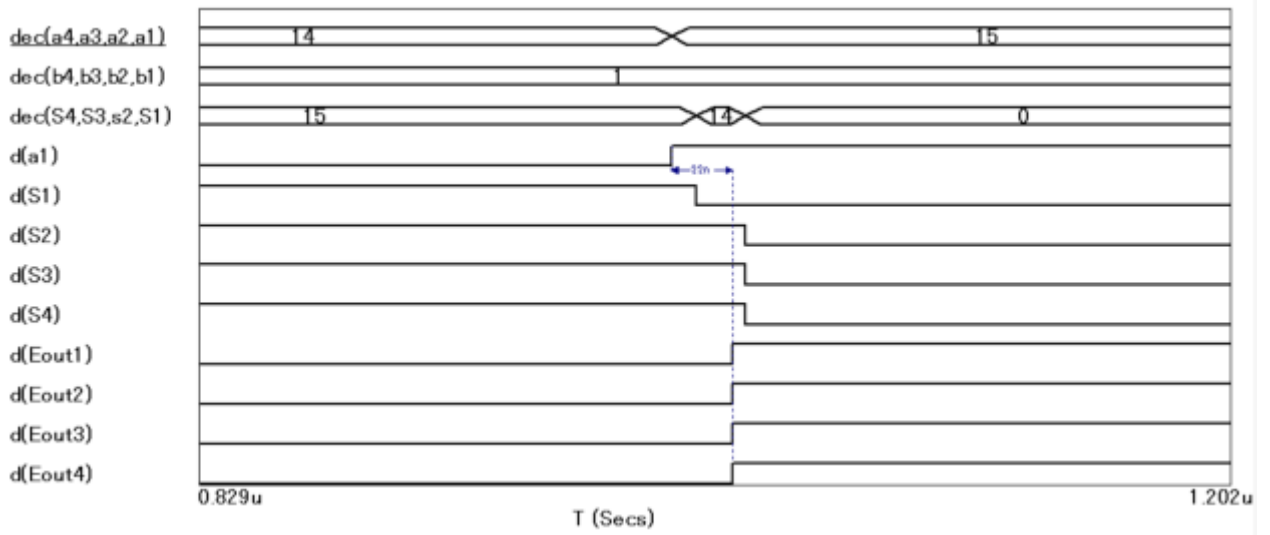 dec(a4,a3,a2,a1) 14 15
dec(b4,b3,b2,b1) 1
dec(S4,S3,s2,S1) 15 14 0
d(a1)
22n
d(S1)
d(S2)
d(S3)
d(S4)
d(Eout1)
d(Eout2)
d(Eout3)
d(Eout4)
0.829u 1.202u
T (Secs)